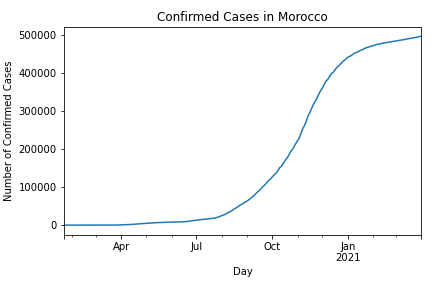 Confirmed Cases in Morocco
500000
400000
300000
200000
100000
0
Number of Confirmed Cases
Apr
Jul
Oct
Jan
2021
Day